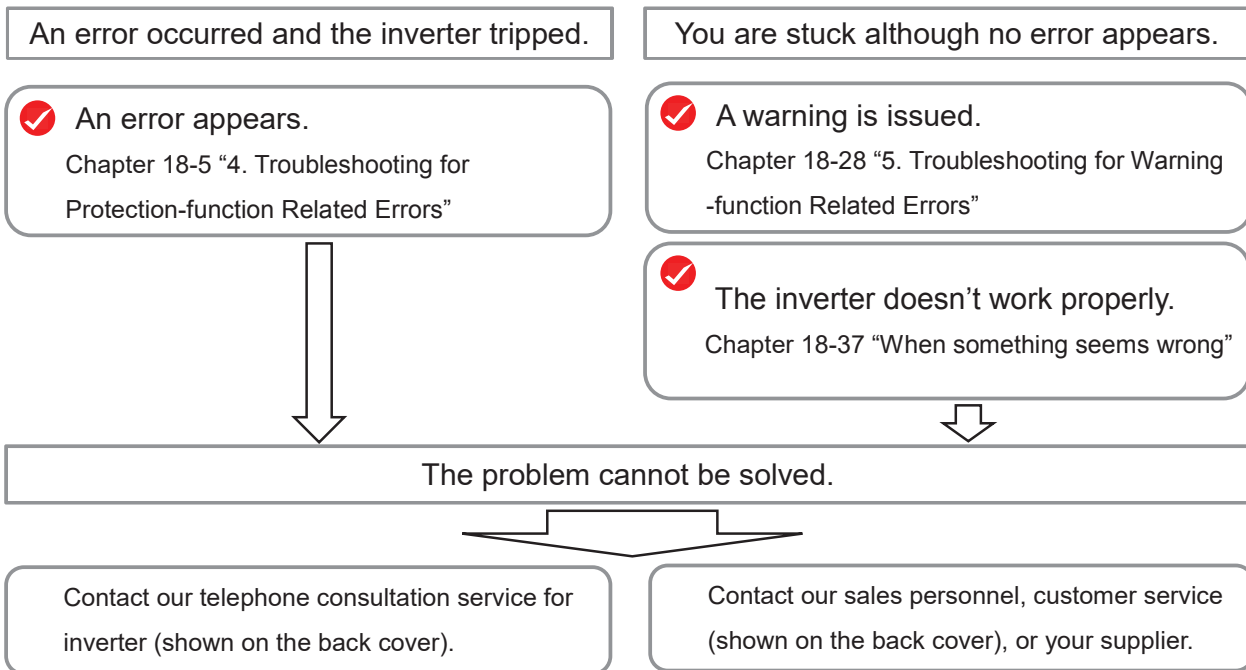 An error occurred and the inverter tripped.
You are stuck although no error appears.
An error appears.
Chapter 18-5 “4. Troubleshooting for
Protection-function Related Errors”
A warning is issued.
Chapter 18-28 “5. Troubleshooting for Warning
-function Related Errors”
The inverter doesn’t work properly.
Chapter 18-37 “When something seems wrong”
The problem cannot be solved.
Contact our telephone consultation service for
inverter (shown on the back cover).
Contact our sales personnel, customer service
(shown on the back cover), or your supplier.